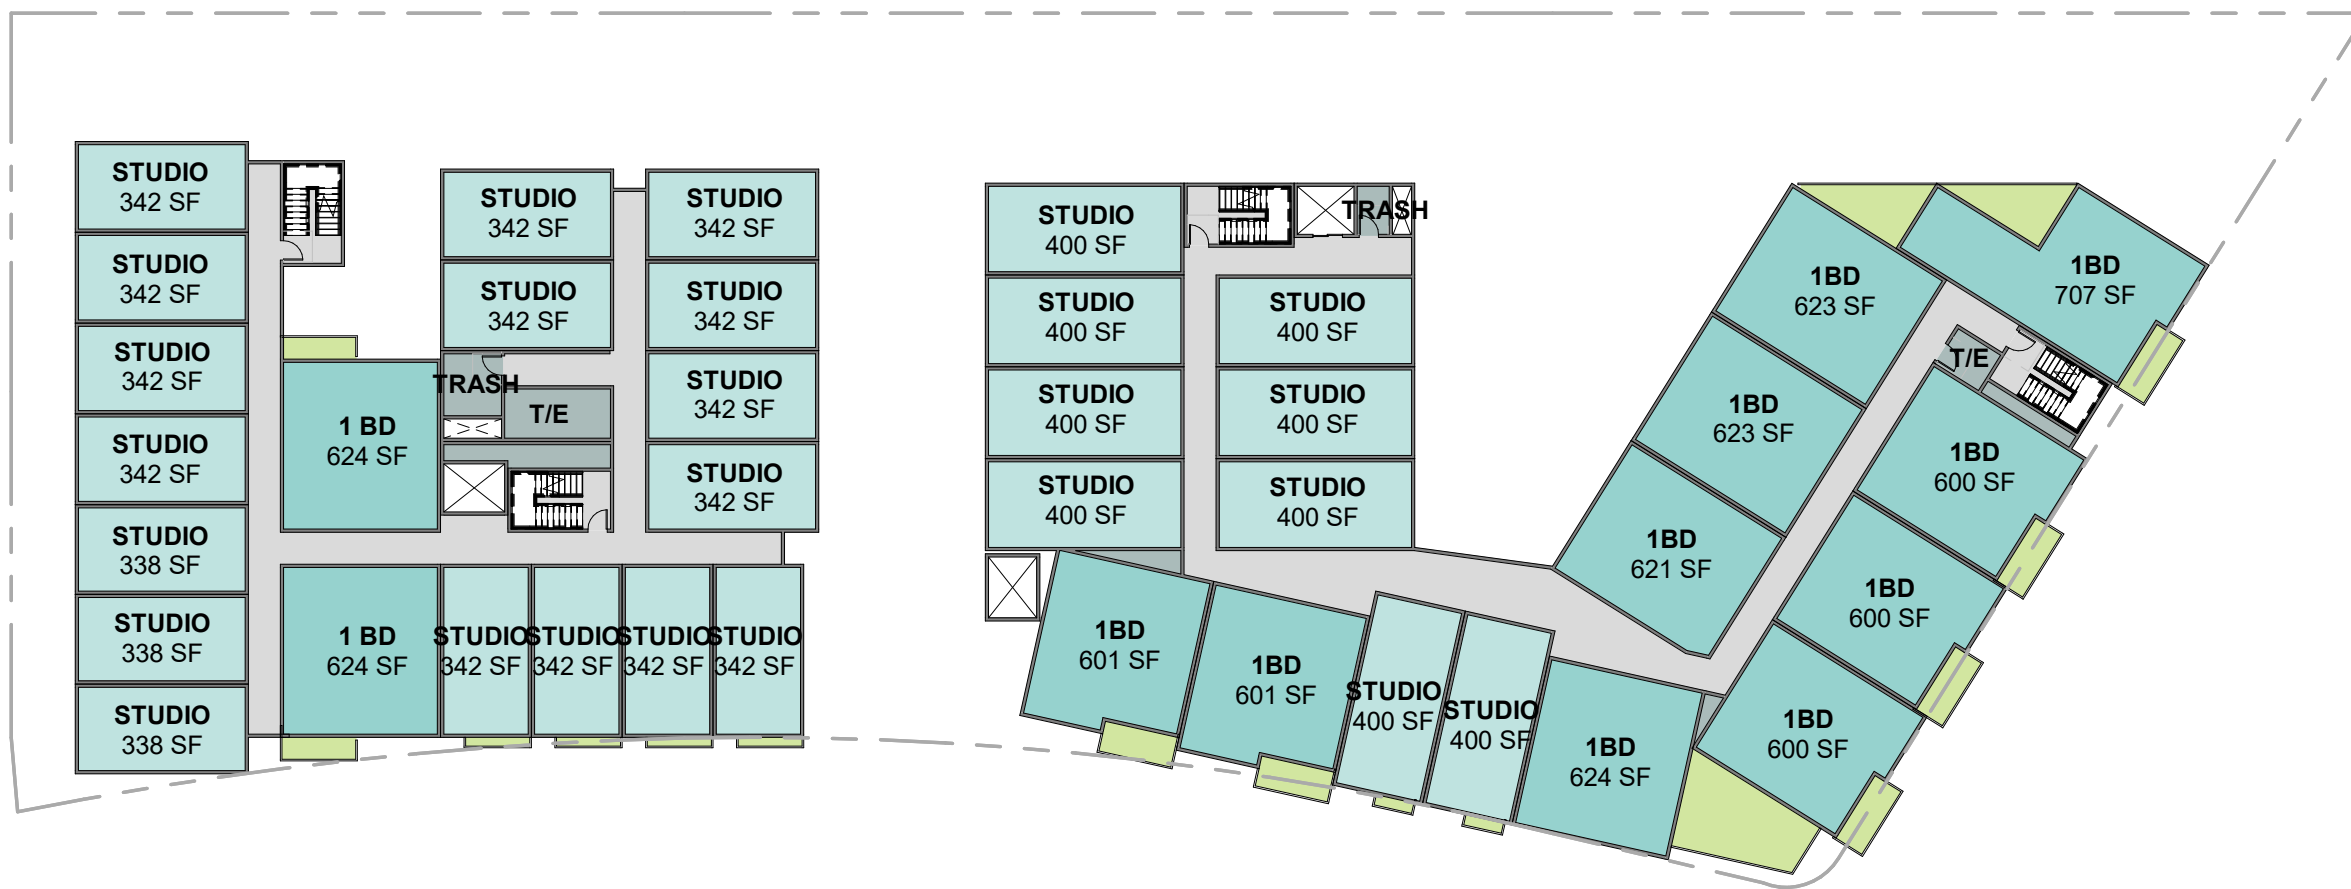 STUDIO
342 SF
STUDIO
342 SF
STUDIO
342 SF
STUDIO
342 SF
STUDIO
338 SF
STUDIO
338 SF
STUDIO
338 SF
1 BD
624 SF
1 BD
624 SF
STUDIO
342 SF
STUDIO
342 SF
TRASH
T/E
STUDIO
342 SF
STUDIO
342 SF
STUDIO
342 SF
STUDIO
342 SF
STUDIO
342 SF
STUDIO
342 SF
STUDIO
342 SF
STUDIO
342 SF
STUDIO
400 SF
STUDIO
400 SF
STUDIO
400 SF
STUDIO
400 SF
TRASH
STUDIO
400 SF
STUDIO
400 SF
STUDIO
400 SF
1BD
601 SF
1BD
601 SF
STUDIO
400 SF
STUDIO
400 SF
1BD
624 SF
1BD
623 SF
1BD
623 SF
1BD
621 SF
1BD
707 SF
T/E
1BD
600 SF
1BD
600 SF
1BD
600 SF